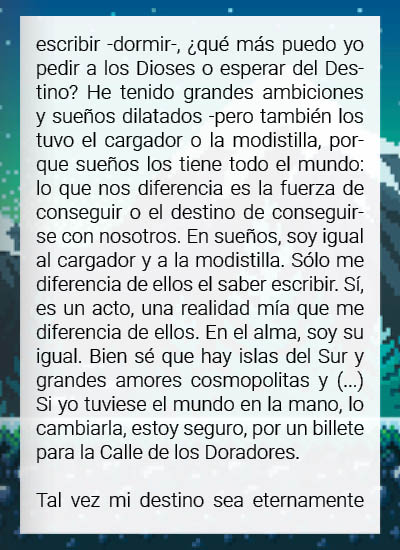 escribir -dormir-, ¿qué más puedo yo
pedir a los Dioses o esperar del Des-
tino? He tenido grandes ambiciones
y sueños dilatados -pero también los
tuvo el cargador o la modistilla, por-
que sueños los tiene todo el mundo:
lo que nos diferencia es la fuerza de
conseguir o el destino de conseguir-
se con nosotros. En sueños, soy igual
al cargador y a la modistilla. Sólo me
diferencia de ellos el saber escribir. Sí,
es un acto, una realidad mía que me
diferencia de ellos. En el alma, soy su
igual. Bien sé que hay islas del Sur y
grandes amores cosmopolitas y (...)
Si yo tuviese el mundo en la mano, lo
cambiarla, estoy seguro, por un billete
para la Calle de los Doradores.
Tal vez mi destino sea eternamente